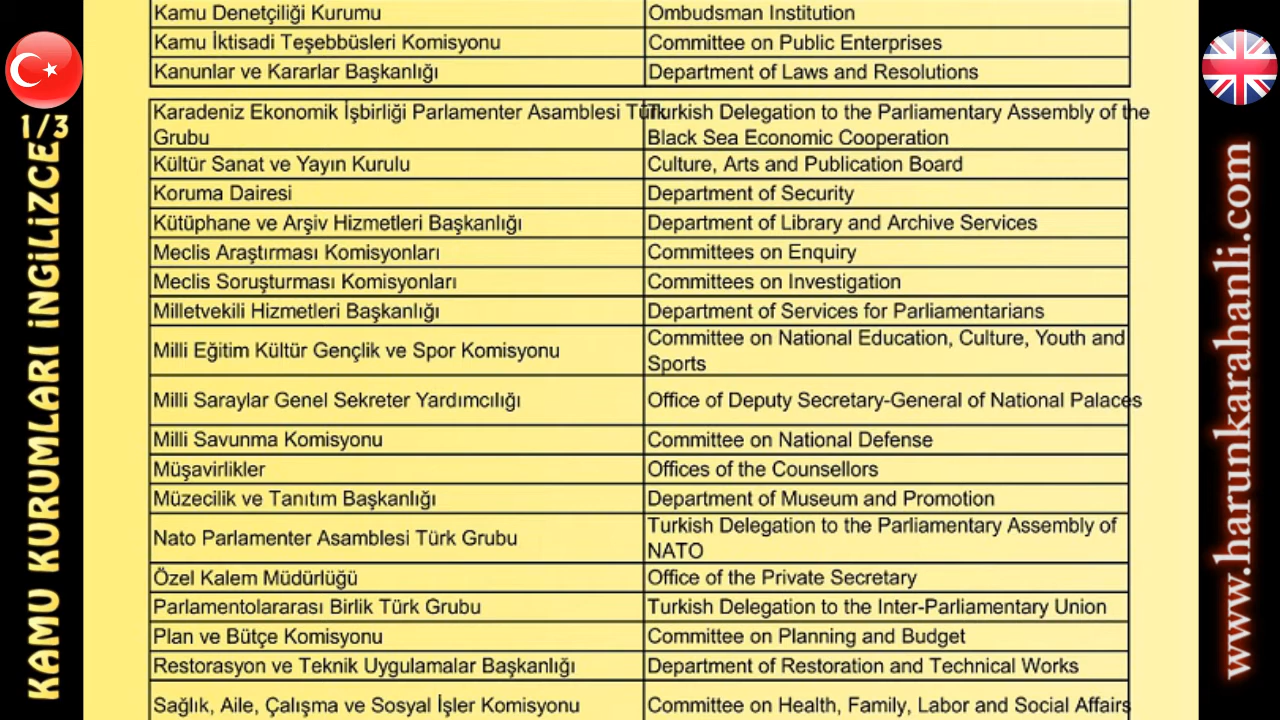 Kamu Denetçiliği Kurumu Ombudsman Institution
Kamu İktisadi Teşebbüsleri Komisyonu Committee on Public Enterprises
Kanunlar ve Kararlar Başkanlığı Department of Laws and Resolutions
Karadeniz Ekonomik İşbirliği Parlamenter Asamblesi Türk
Grubu
Turkish Delegation to the Parliamentary Assembly of the
Black Sea Economic Cooperation
Kültür Sanat ve Yayın Kurulu Culture, Arts and Publication Board
Koruma Dairesi Department of Security
Kütüphane ve Arşiv Hizmetleri Başkanlığı Department of Library and Archive Services
Meclis Araştırması Komisyonları Committees on Enquiry
Meclis Soruşturması Komisyonları Committees on Investigation
Milletvekili Hizmetleri Başkanlığı Department of Services for Parliamentarians
Milli Eğitim Kültür Gençlik ve Spor Komisyonu
Committee on National Education, Culture, Youth and
Sports
Milli Saraylar Genel Sekreter Yardımcılığı Office of Deputy Secretary-General of National Palaces
Milli Savunma Komisyonu Committee on National Defense
Müşavirlikler Offices of the Counsellors
Müzecilik ve Tanıtım Başkanlığı Department of Museum and Promotion
Nato Parlamenter Asamblesi Türk Grubu
Turkish Delegation to the Parliamentary Assembly of
NATO
Özel Kalem Müdürlüğü Office of the Private Secretary
Parlamentolararası Birlik Türk Grubu Turkish Delegation to the Inter-Parliamentary Union
Plan ve Bütçe Komisyonu Committee on Planning and Budget
Restorasyon ve Teknik Uygulamalar Başkanlığı Department of Restoration and Technical Works
Sağlık, Aile, Çalışma ve Sosyal İşler Komisyonu Committee on Health, Family, Labor and Social Affairs
1/3
KAMU KURUMLARI İNGİLİZCE
www.harunkarahanli.com